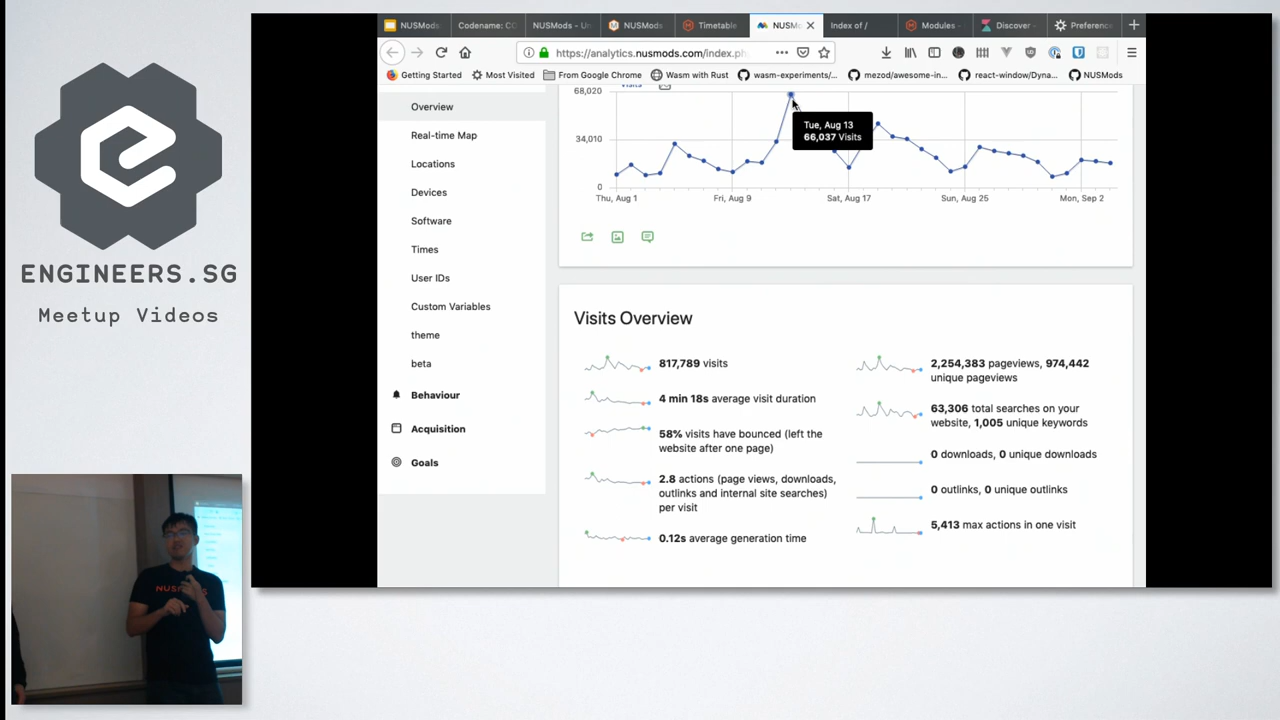 ENGINEERS.SG
Meetup Videos
NUSMods
Codename: CC
NUSMods - Un
NUSMods
Timetable
NUSMo
Index of /
Modules -
Discover -
Preference
https://analytics.nusmods.com/index.ph
Getting Started
Most Visited
From Google Chrome
Wasm with Rust
wasm-experiments/...
mezod/awesome-in...
react-window/Dyna...
NUSMods
Overview
Real-time Map
Locations
Devices
Software
Times
User IDs
Custom Variables
theme
beta
Behaviour
Acquisition
Goals
Visits
68,020
34,010
0
Tue, Aug 13
66,037 Visits
Thu, Aug 1
Fri, Aug 9
Sat, Aug 17
Sun, Aug 25
Mon, Sep 2
Visits Overview
817,789 visits
4 min 18s average visit duration
58% visits have bounced (left the
website after one page)
2.8 actions (page views, downloads,
outlinks and internal site searches)
per visit
0.12s average generation time
2,254,383 pageviews, 974,442
unique pageviews
63,306 total searches on your
website, 1,005 unique keywords
0 downloads, 0 unique downloads
0 outlinks, 0 unique outlinks
5,413 max actions in one visit